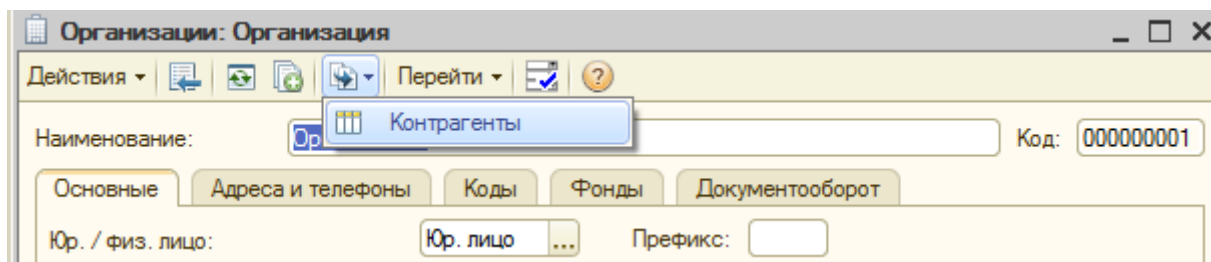 Организации: Организация
Действия Перейти ?
Контрагенты
Наименование: Ор Код: 000000001
Основные Адреса и телефоны Коды Фонды Документооборот
Юр. / физ. лицо: Юр. лицо ... Префикс: